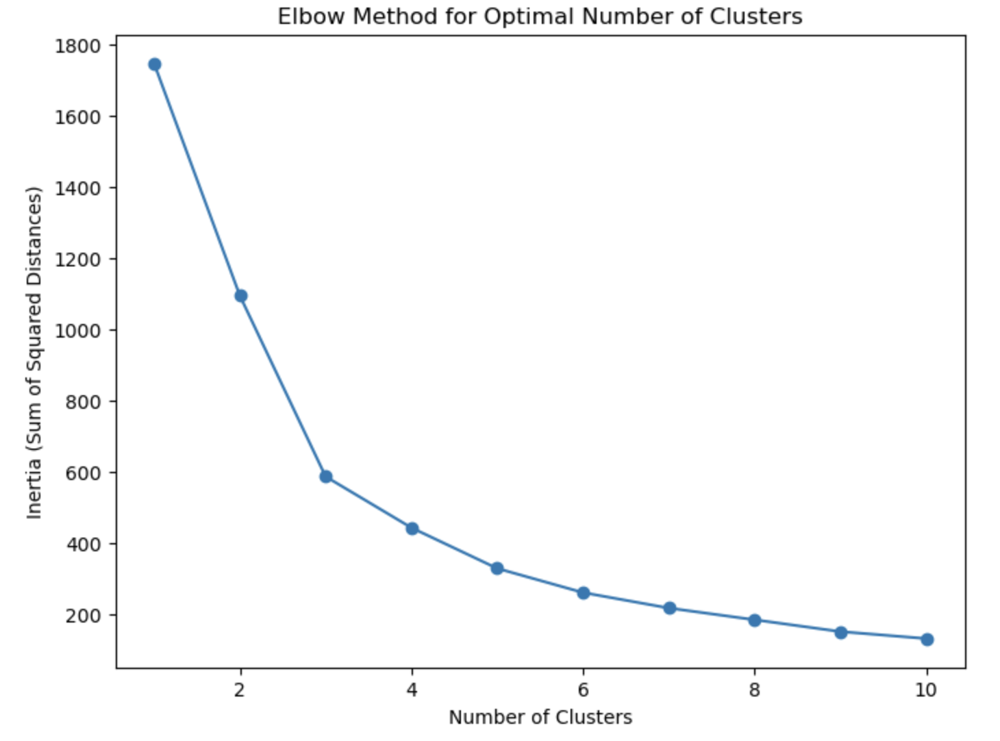 Elbow Method for Optimal Number of Clusters
1800
1600
1400
1200
1000
800
600
400
200
Inertia (Sum of Squared Distances)
2 4 6 8 10
Number of Clusters